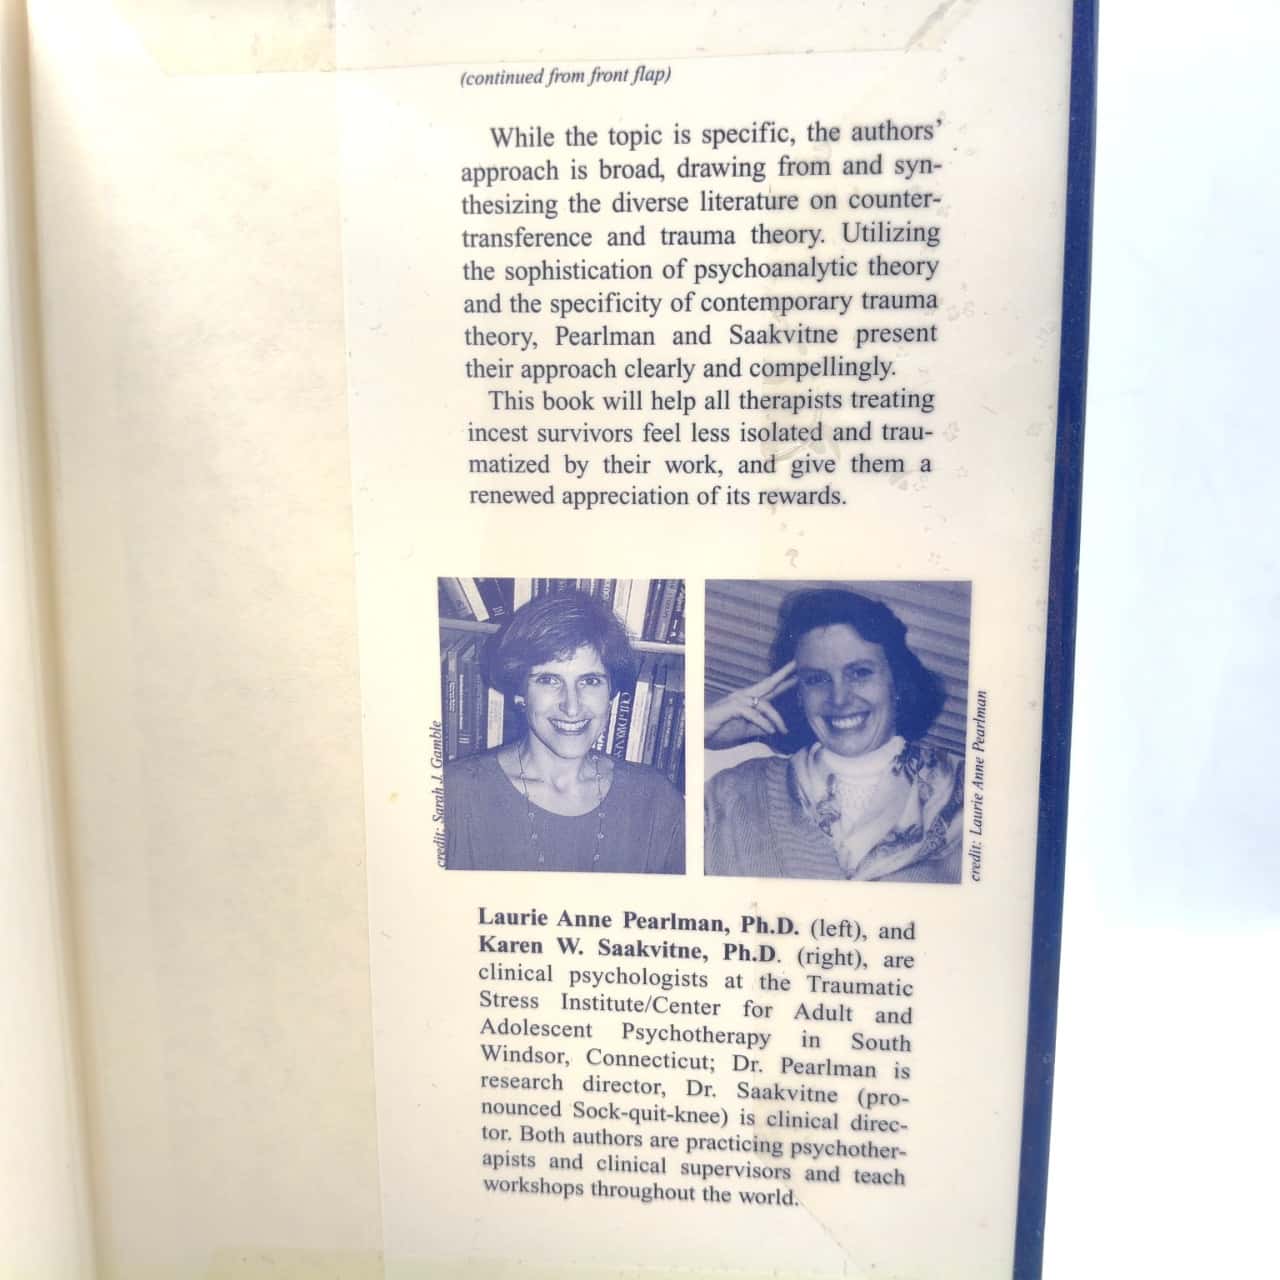 (continued from front flap)
While the topic is specific, the authors'
approach is broad, drawing from and syn-
thesizing the diverse literature on counter-
transference and trauma theory. Utilizing
the sophistication of psychoanalytic theory
and the specificity of contemporary trauma
theory, Pearlman and Saakvitne present
their approach clearly and compellingly.
This book will help all therapists treating
incest survivors feel less isolated and trau-
matized by their work, and give them a
renewed appreciation of its rewards.
credit: Sarah J. Gamble
credit: Laurie Anne Pearlman
Laurie Anne Pearlman, Ph.D. (left), and
Karen W. Saakvitne, Ph.D. (right), are
clinical psychologists at the Traumatic
Stress Institute/Center for Adult and
Adolescent Psychotherapy in South
Windsor, Connecticut; Dr. Pearlman is
research director, Dr. Saakvitne (pro-
nounced Sock-quit-knee) is clinical direc-
tor. Both authors are practicing psychother-
apists and clinical supervisors and teach
workshops throughout the world.